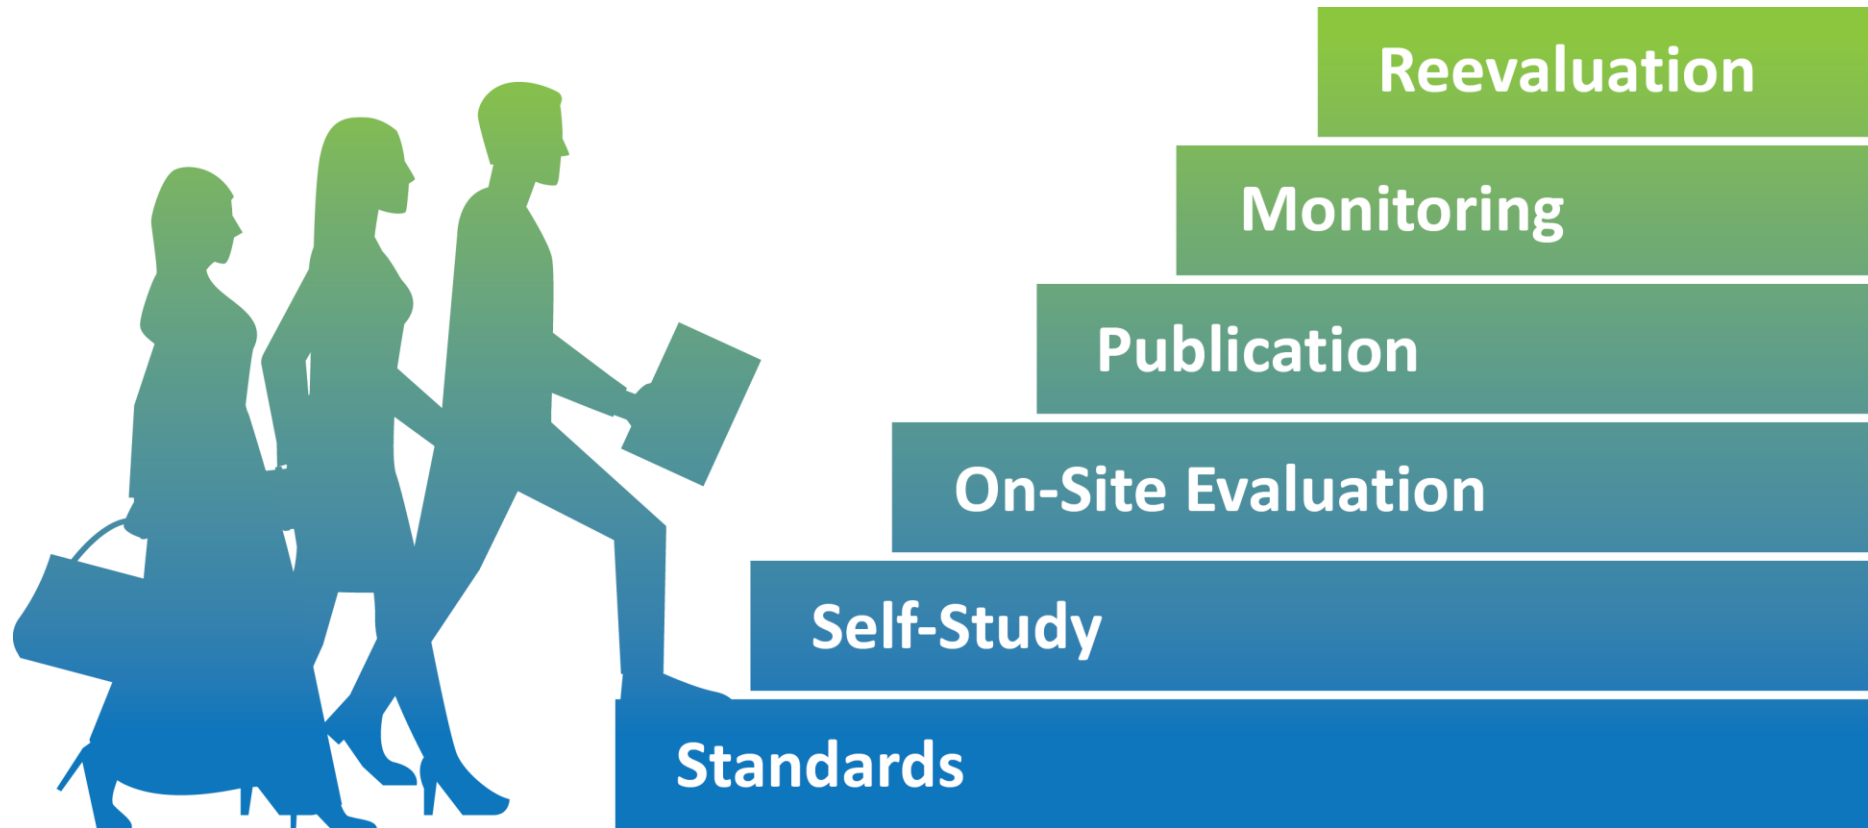 Reevaluation
Monitoring
Publication
On-Site Evaluation
Self-Study
Standards